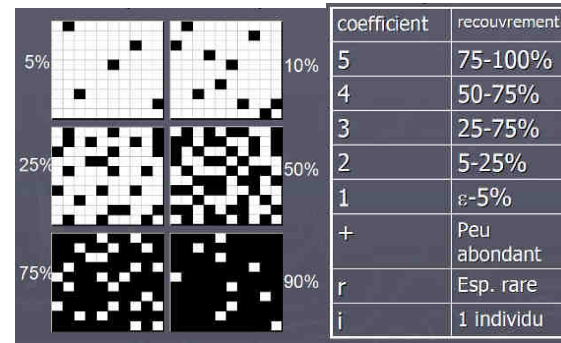 5%
10%
25%
50%
75%
90%
coefficient recouvrement
5 75-100%
4 50-75%
3 25-75%
2 5-25%
1 ε-5%
+ Peu
abondant
r Esp. rare
i 1 individu